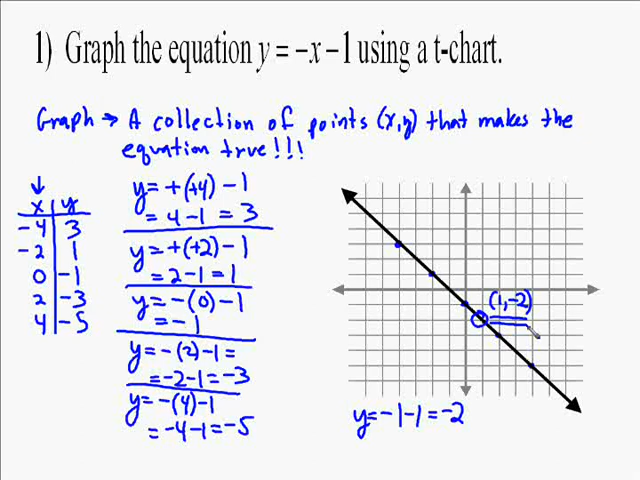 1) Graph the equation y = −x − 1 using a t-chart.
Graph → A collection of points (x,y) that makes the
equation true!!!
x y
-4 3
-2 1
0 -1
2 -3
4 -5
y = +(+4) - 1
= 4 - 1 = 3
y = +(+2) - 1
= 2 - 1 = 1
y = -(0) - 1
= - 1
y = -(2) - 1 =
= -2 - 1 = -3
y = -(4) - 1
= -4 - 1 = -5
(1, -2)
y = -1 - 1 = -2